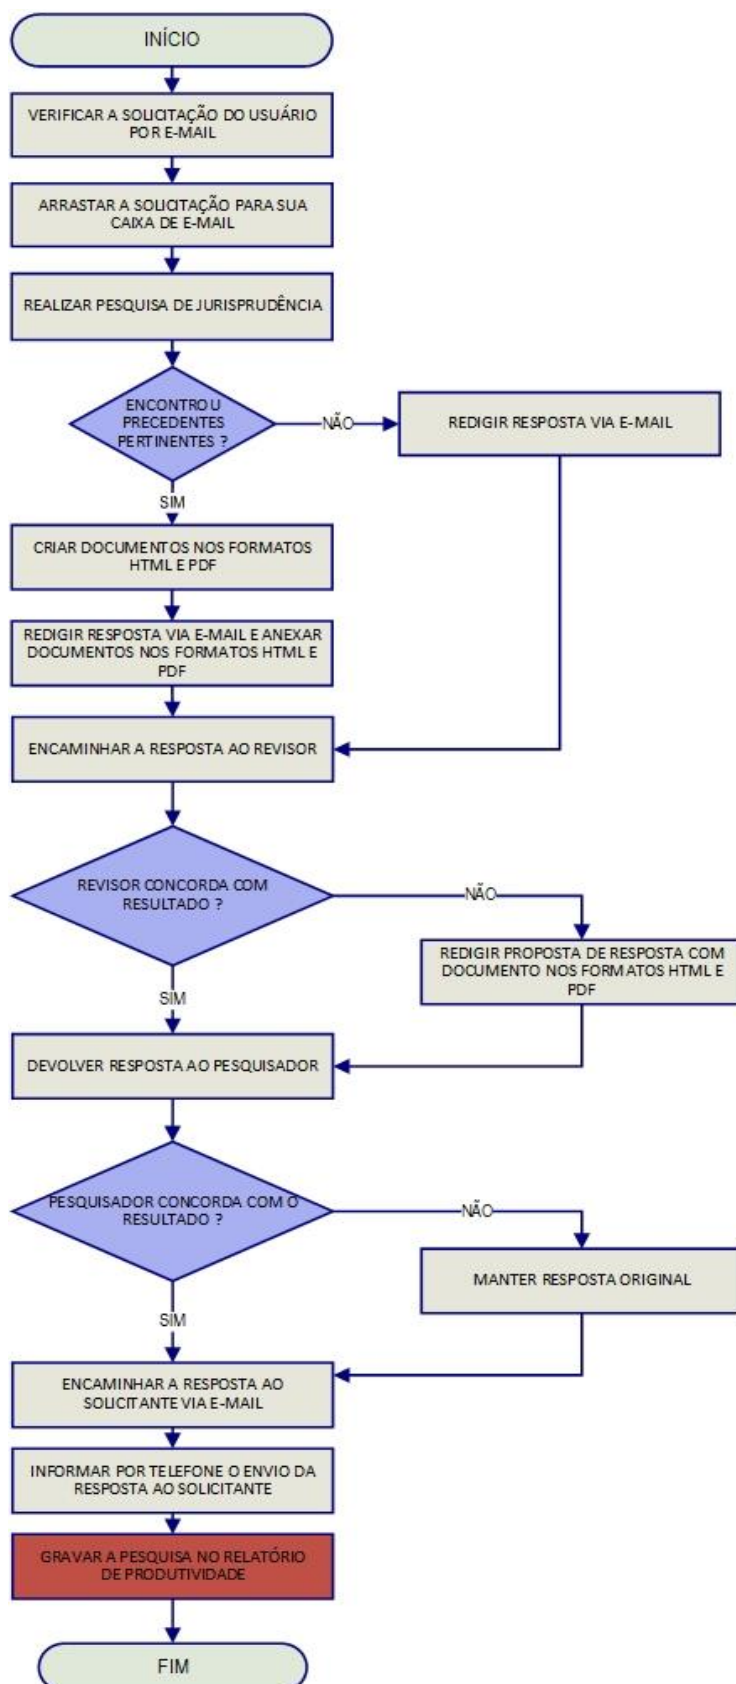 INÍCIO
VERIFICAR A SOLICITAÇÃO DO USUÁRIO
POR E-MAIL
ARRASTAR A SOLICITAÇÃO PARA SUA
CAIXA DE E-MAIL
REALIZAR PESQUISA DE JURISPRUDÊNCIA
ENCONTROU
PRECEDENTES
PERTINENTES ?
NÃO
REDIGIR RESPOSTA VIA E-MAIL
SIM
CRIAR DOCUMENTOS NOS FORMATOS
HTML E PDF
REDIGIR RESPOSTA VIA E-MAIL E ANEXAR
DOCUMENTOS NOS FORMATOS HTML E
PDF
ENCAMINHAR A RESPOSTA AO REVISOR
REVISOR CONCORDA COM
RESULTADO ?
NÃO
REDIGIR PROPOSTA DE RESPOSTA COM
DOCUMENTO NOS FORMATOS HTML E
PDF
SIM
DEVOLVER RESPOSTA AO PESQUISADOR
PESQUISADOR CONCORDA COM O
RESULTADO ?
NÃO
MANTER RESPOSTA ORIGINAL
SIM
ENCAMINHAR A RESPOSTA AO
SOLICITANTE VIA E-MAIL
INFORMAR POR TELEFONE O ENVIO DA
RESPOSTA AO SOLICITANTE
GRAVAR A PESQUISA NO RELATÓRIO
DE PRODUTIVIDADE
FIM